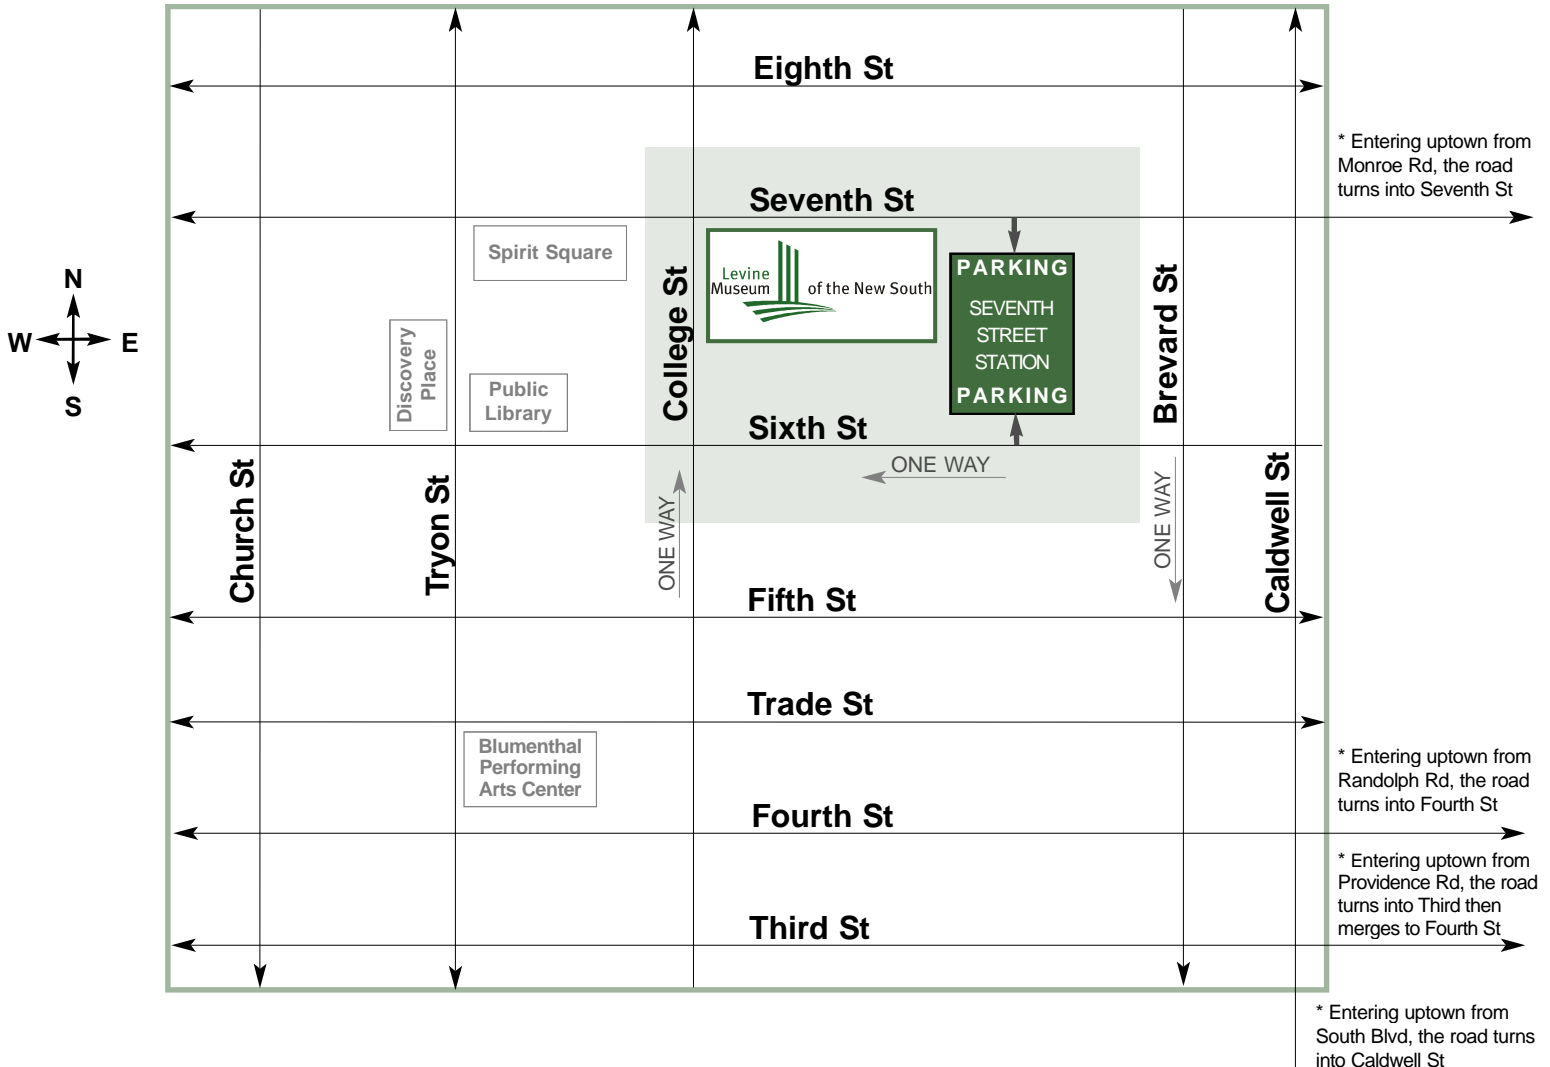 Eighth St
* Entering uptown from
Monroe Rd, the road
turns into Seventh St
Seventh St
Spirit Square
Levine
Museum of the New South
PARKING
SEVENTH
STREET
STATION
PARKING
College St
Brevard St
N
W E
S
Discovery
Place
Public
Library
Sixth St
ONE WAY
ONE WAY
ONE WAY
Church St
Tryon St
Caldwell St
Fifth St
Trade St
Blumenthal
Performing
Arts Center
* Entering uptown from
Randolph Rd, the road
turns into Fourth St
Fourth St
* Entering uptown from
Providence Rd, the road
turns into Third then
merges to Fourth St
Third St
* Entering uptown from
South Blvd, the road turns
into Caldwell St